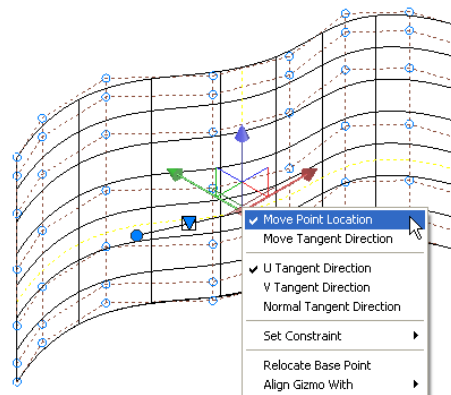 Move Point Location
Move Tangent Direction
U Tangent Direction
V Tangent Direction
Normal Tangent Direction
Set Constraint
Relocate Base Point
Align Gizmo With